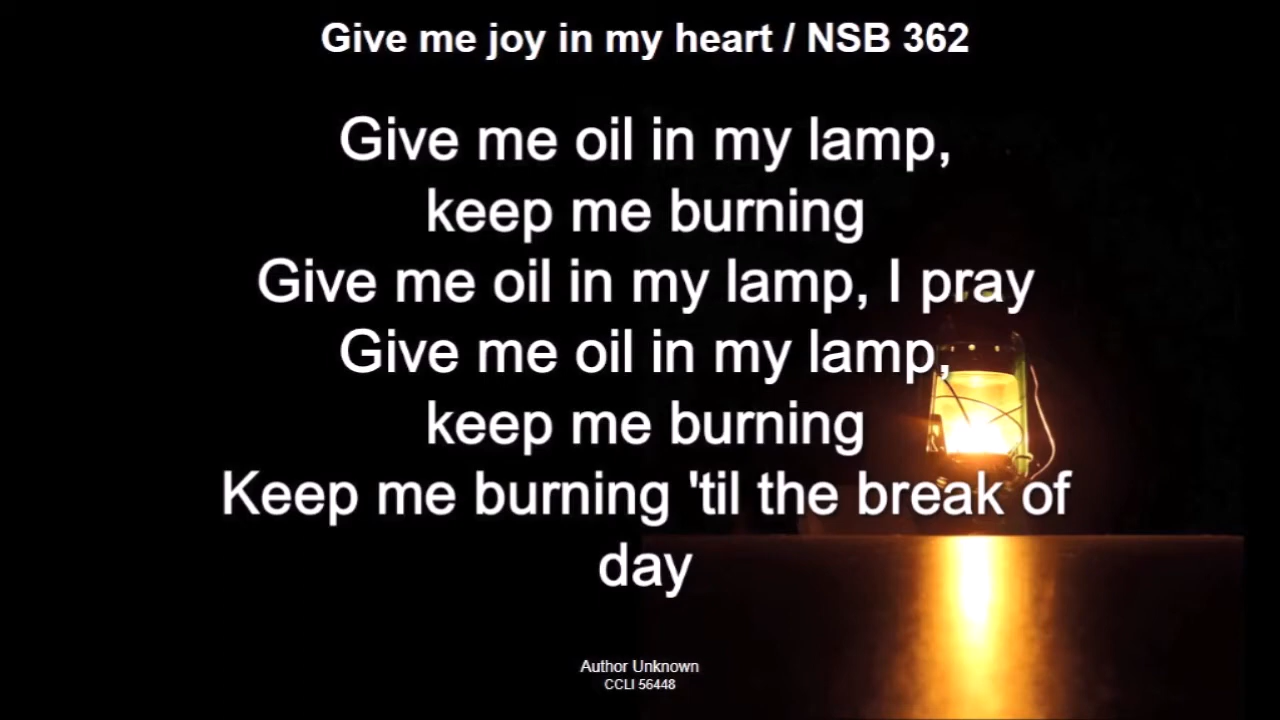 Give me joy in my heart / NSB 362
Give me oil in my lamp,
keep me burning
Give me oil in my lamp, I pray
Give me oil in my lamp,
keep me burning
Keep me burning 'til the break of
day
Author Unknown
CCLI 56448